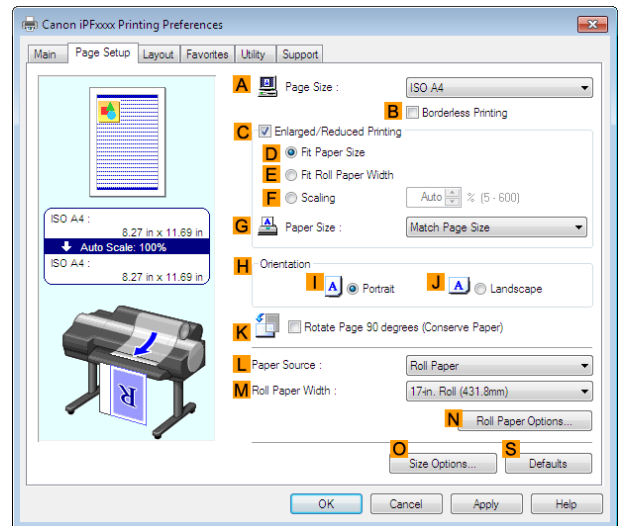 Canon iPFxxxx Printing Preferences
Main Page Setup Layout Favorites Utility Support
A Page Size : ISO A4
B Borderless Printing
C Enlarged/Reduced Printing
D Fit Paper Size
E Fit Roll Paper Width
F Scaling Auto % (5 - 600)
ISO A4 :
8.27 in x 11.69 in
Auto Scale: 100%
ISO A4 :
8.27 in x 11.69 in
G A Paper Size : Match Page Size
H Orientation
I A Portrait J A Landscape
K Rotate Page 90 degrees (Conserve Paper)
R
L Paper Source : Roll Paper
M Roll Paper Width : 17-in. Roll (431.8mm)
N Roll Paper Options...
O Size Options... S Defaults
OK Cancel Apply Help